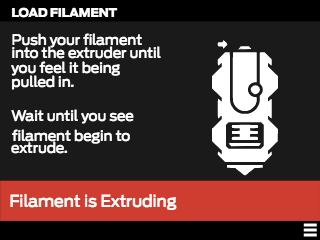 LOAD FILAMENT
Push your filament
into the extruder until
you feel it being
pulled in.
Wait until you see
filament begin to
extrude.
Filament is Extruding